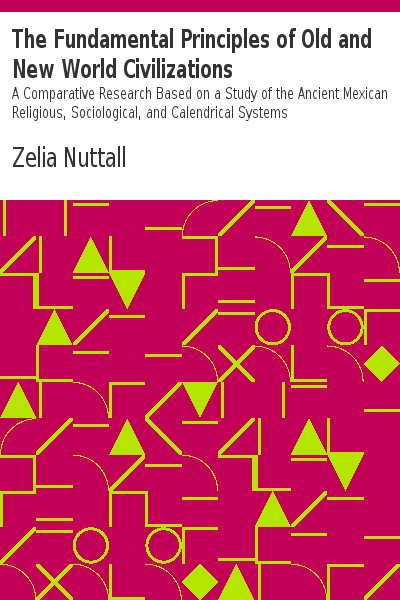 The Fundamental Principles of Old and
New World Civilizations
A Comparative Research Based on a Study of the Ancient Mexican
Religious, Sociological, and Calendrical Systems
Zelia Nuttall